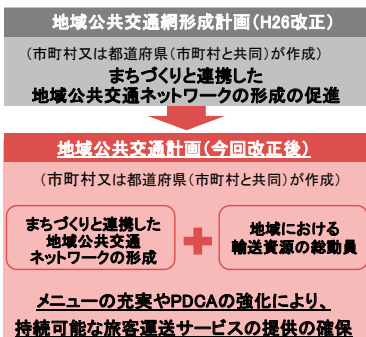 地域公共交通網形成計画(H26改正)
(市町村又は都道府県(市町村と共同)が作成)
まちづくりと連携した
地域公共交通ネットワークの形成の促進
地域公共交通計画(今回改正後)
(市町村又は都道府県(市町村と共同)が作成)
まちづくりと連携した
地域公共交通
ネットワークの形成
地域における
輸送資源の総動員
メニューの充実やPDCAの強化により、
持続可能な旅客運送サービスの提供の確保